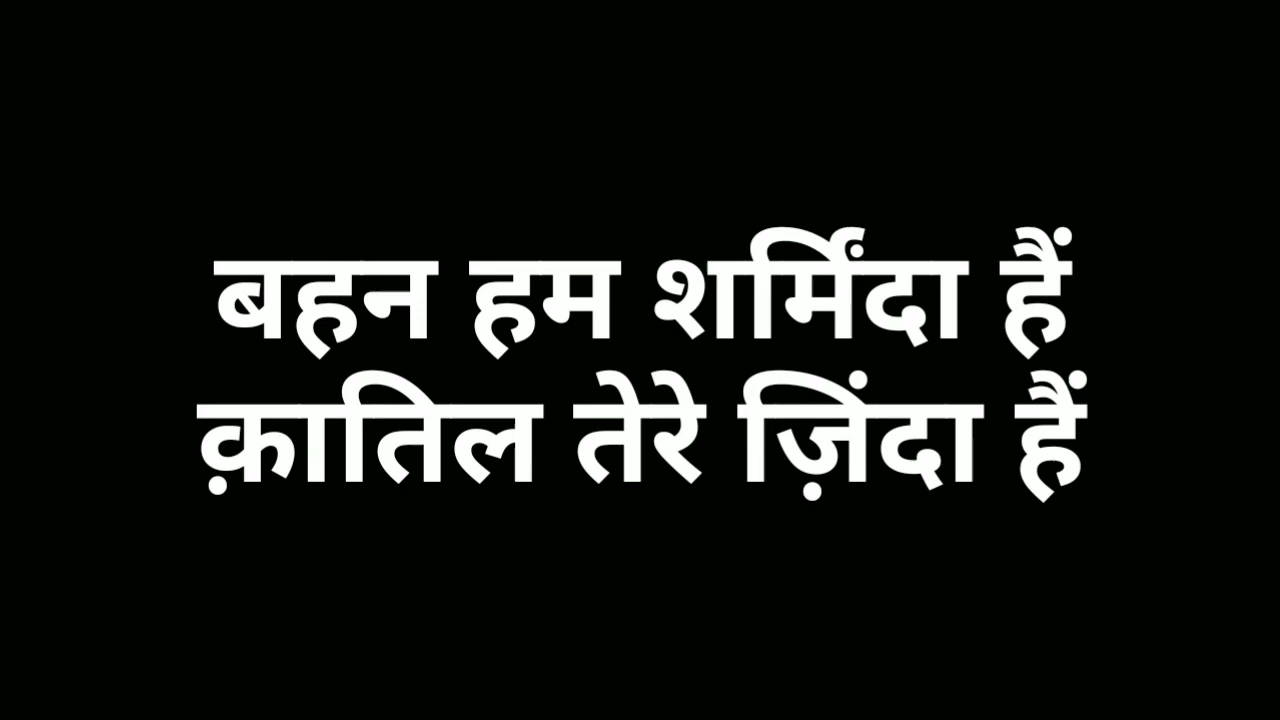 बहन हम शर्मिंदा हैं
क़ातिल तेरे ज़िंदा हैं